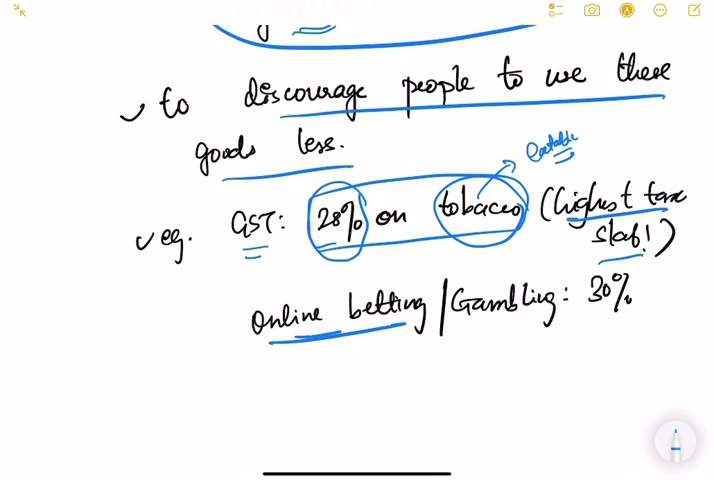 to discourage people to use these
goods less.
eatable
eg. GST: 28% on tobacco (highest tax
slab!)
Online betting/Gambling: 30%